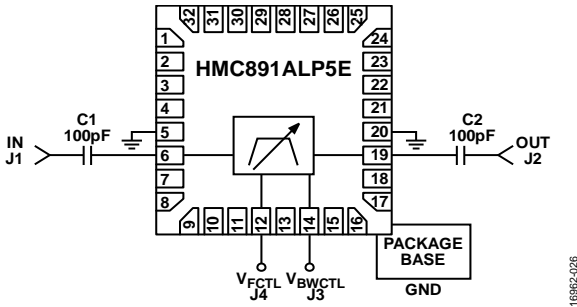 32 31 30 29 28 27 26 25
1 24
2 HMC891ALP5E 23
3 22
4 21
C1 C2
100pF 5 20 100pF
IN OUT
J1 6 19 J2
7 18
8 17
9 10 11 12 13 14 15 16
PACKAGE
BASE
VFCTL VBWCTL
J4 J3 GND
16962-026